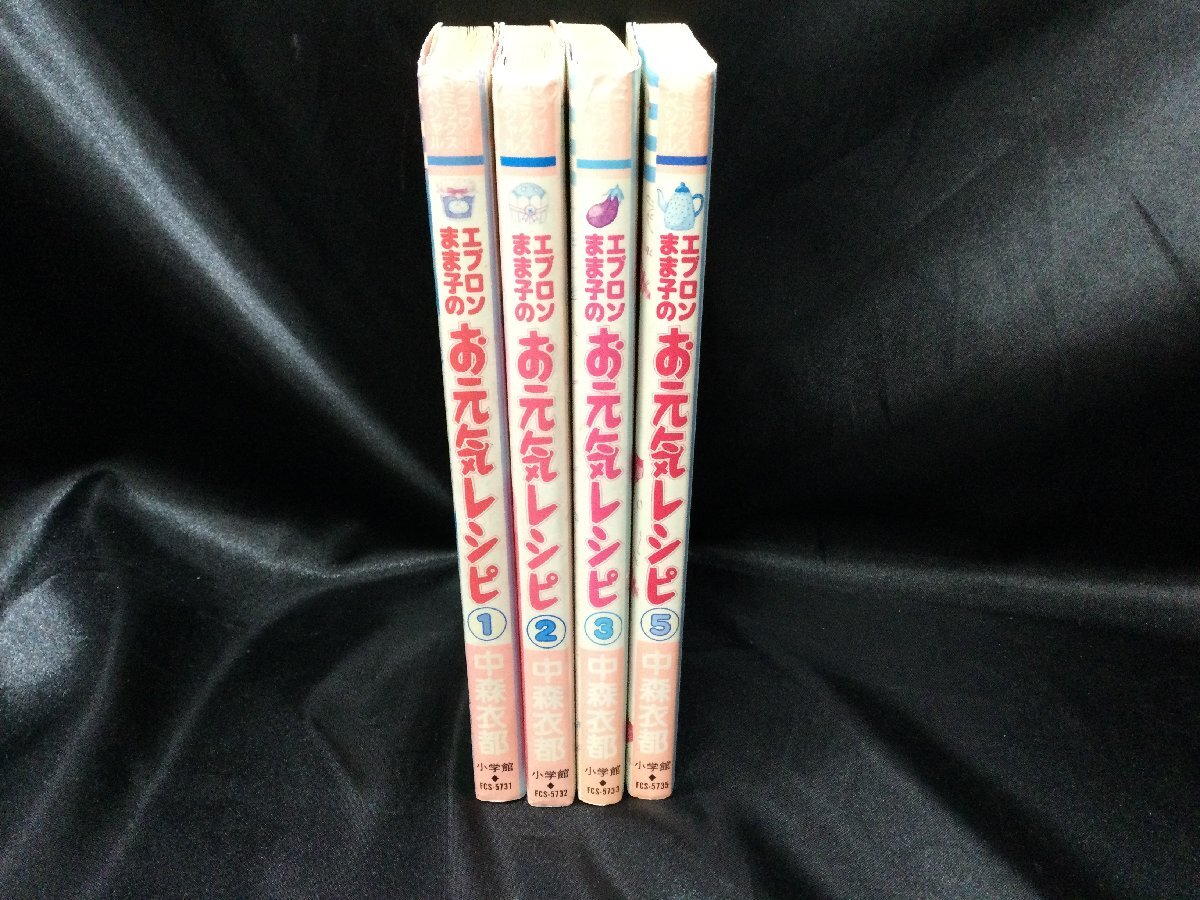 エプロン
まま子の
お元気レシピ
1
中森衣都
小学館
FCS-5731
エプロン
まま子の
お元気レシピ
2
中森衣都
小学館
FCS-5732
エプロン
まま子の
お元気レシピ
3
中森衣都
小学館
FCS-5733
エプロン
まま子の
お元気レシピ
5
中森衣都
小学館
FCS-5735